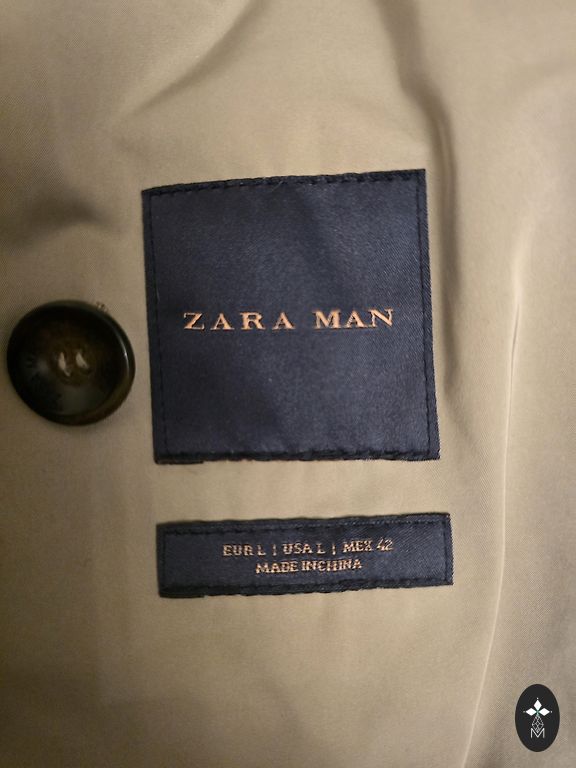 ZARA MAN
EUR L | USA L | MEX 42
MADE IN CHINA
M